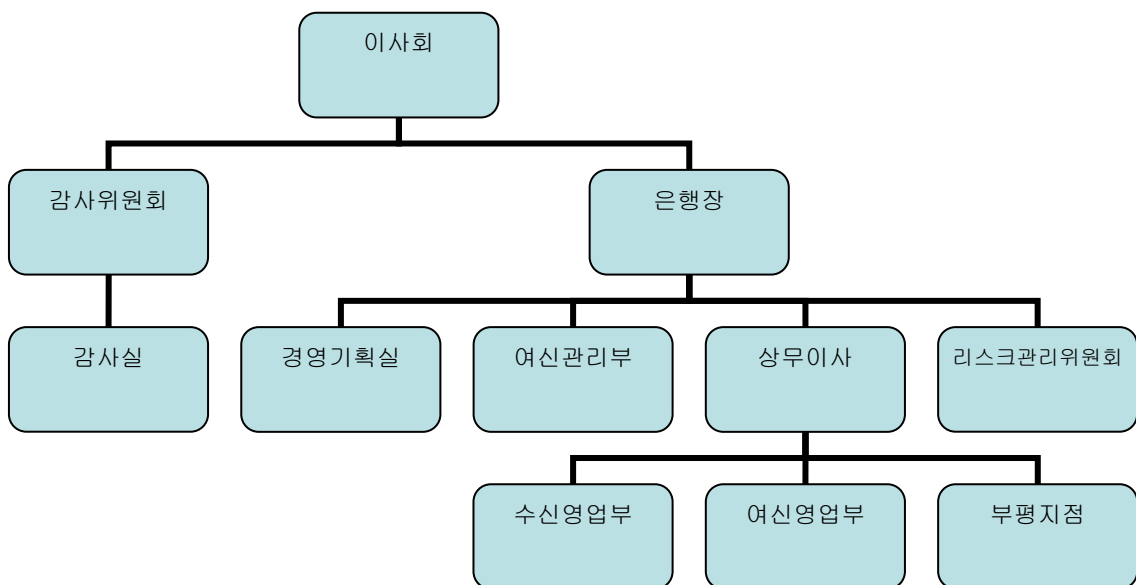 이사회
감사위원회
은행장
감사실
경영기획실
여신관리부
상무이사
리스크관리위원회
수신영업부
여신영업부
부평지점